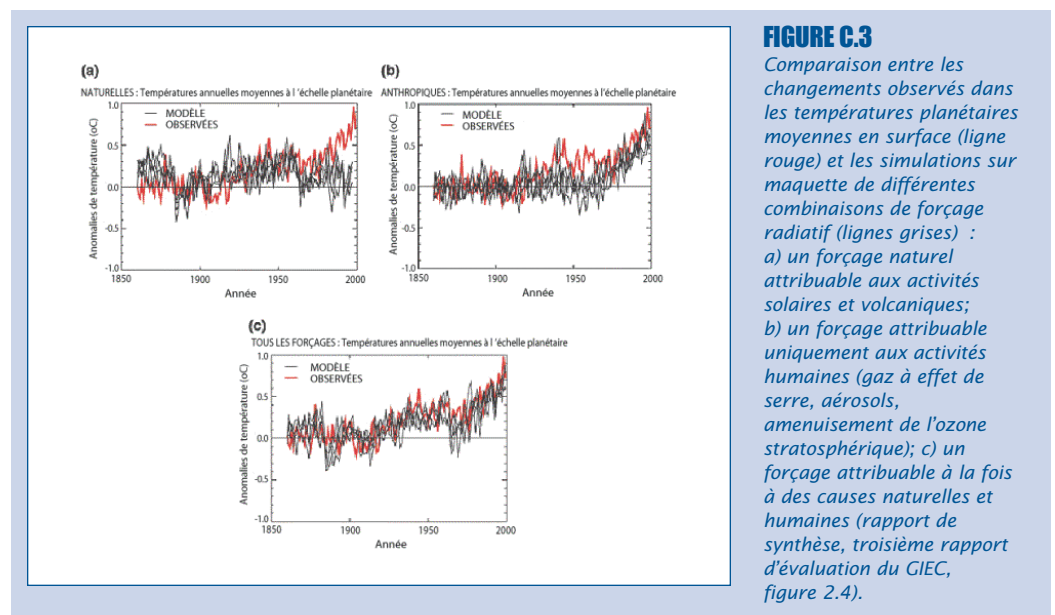 (a)
NATURELLES : Températures annuelles moyennes à l 'échelle planétaire
Anomalies de température (oC)
1.0
0.5
0.0
-0.5
-1.0
MODÈLE
OBSERVÉES
1850
1900
1950
2000
Année
(b)
ANTHROPIQUES : Températures annuelles moyennes à l'échelle planétaire
Anomalies de température (oC)
1.0
0.5
0.0
-0.5
-1.0
MODÈLE
OBSERVÉES
1850
1900
1950
2000
Année
(c)
TOUS LES FORÇAGES : Températures annuelles moyennes à l 'échelle planétaire
Anomalies de température (oC)
1.0
0.5
0.0
-0.5
-1.0
MODÈLE
OBSERVÉES
1850
1900
1950
2000
Année
FIGURE C.3
Comparaison entre les
changements observés dans
les températures planétaires
moyennes en surface (ligne
rouge) et les simulations sur
maquette de différentes
combinaisons de forçage
radiatif (lignes grises) :
a) un forçage naturel
attribuable aux activités
solaires et volcaniques;
b) un forçage attribuable
uniquement aux activités
humaines (gaz à effet de
serre, aérosols,
amenuisement de l'ozone
stratosphérique); c) un
forçage attribuable à la fois
à des causes naturelles et
humaines (rapport de
synthèse, troisième rapport
d'évaluation du GIEC,
figure 2.4).